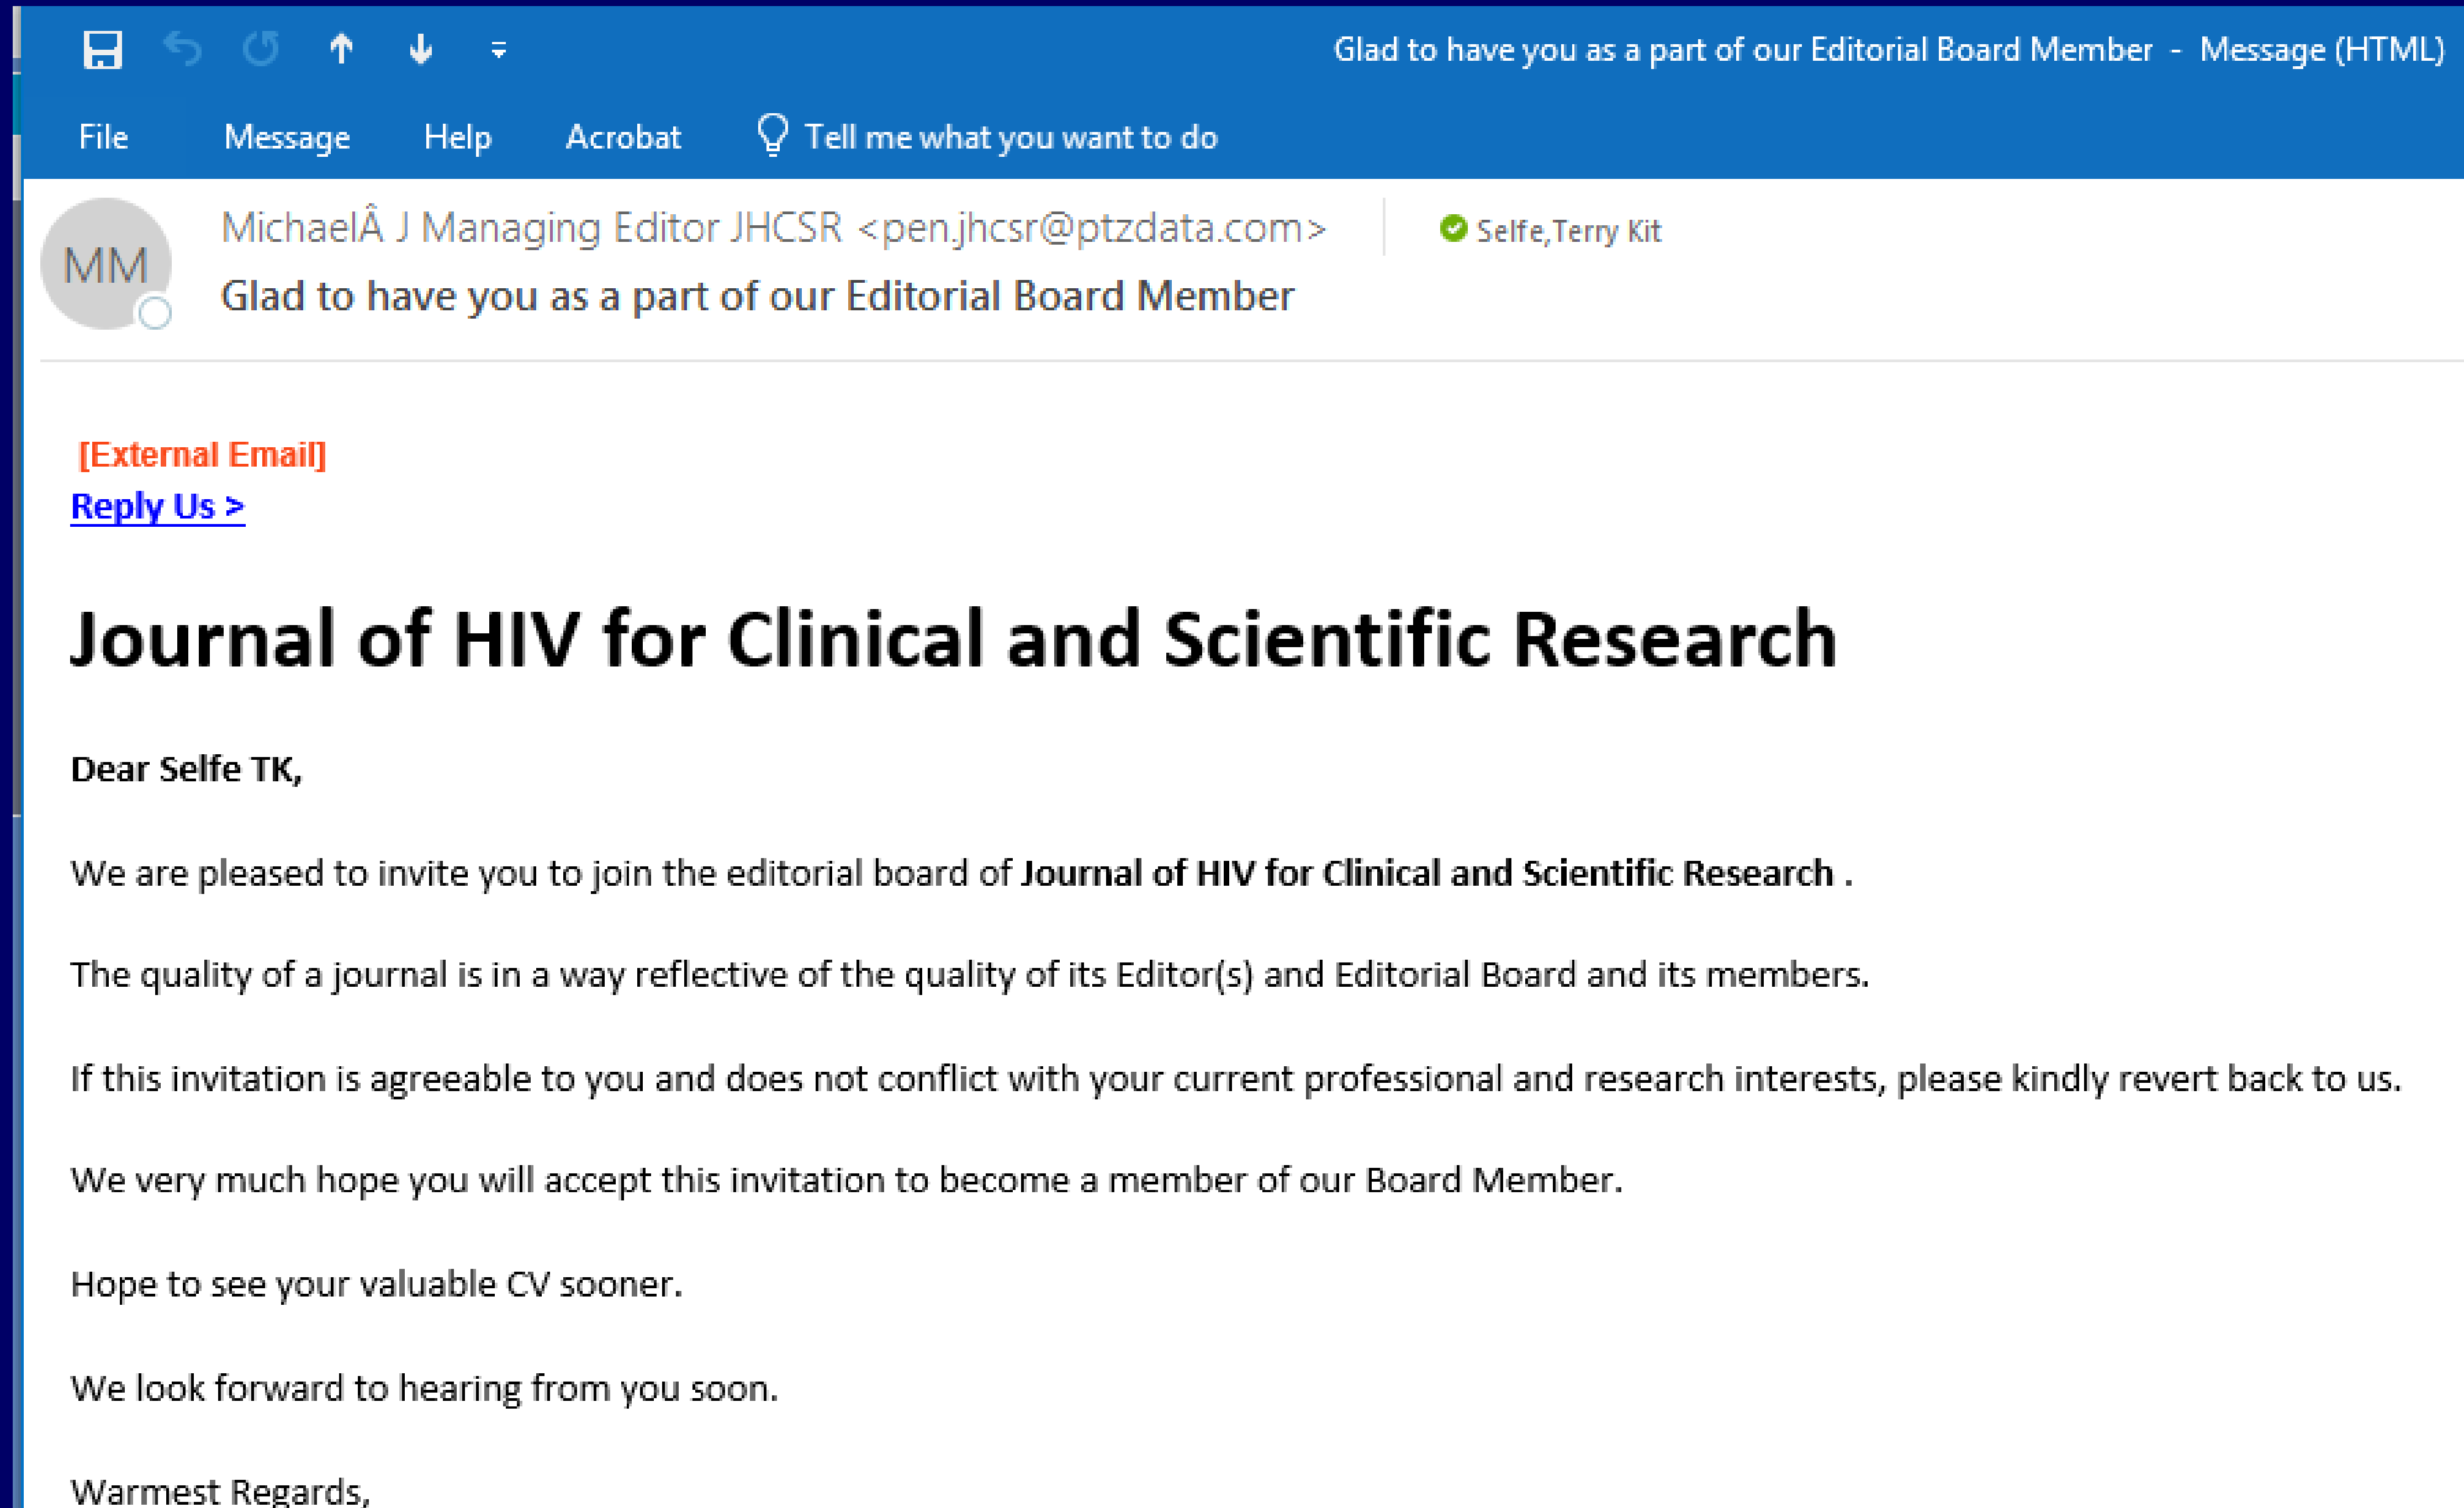 Glad to have you as a part of our Editorial Board Member - Message (HTML)
File Message Help Acrobat Tell me what you want to do
MM
MichaelÂ J Managing Editor JHCSR <pen.jhcsr@ptzdata.com> Selfe,Terry Kit
Glad to have you as a part of our Editorial Board Member
[External Email]
Reply Us >
Journal of HIV for Clinical and Scientific Research
Dear Selfe TK,
We are pleased to invite you to join the editorial board of Journal of HIV for Clinical and Scientific Research .
The quality of a journal is in a way reflective of the quality of its Editor(s) and Editorial Board and its members.
If this invitation is agreeable to you and does not conflict with your current professional and research interests, please kindly revert back to us.
We very much hope you will accept this invitation to become a member of our Board Member.
Hope to see your valuable CV sooner.
We look forward to hearing from you soon.
Warmest Regards,